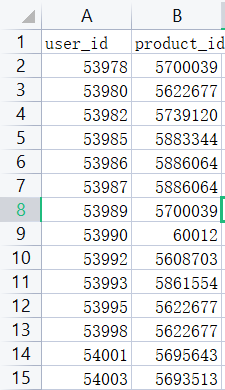 A B
1 user_id product_id
2 53978 5700039
3 53980 5622677
4 53982 5739120
5 53985 5883344
6 53986 5886064
7 53987 5886064
8 53989 5700039
9 53990 60012
10 53992 5608703
11 53993 5861554
12 53995 5622677
13 53998 5622677
14 54001 5695643
15 54003 5693513